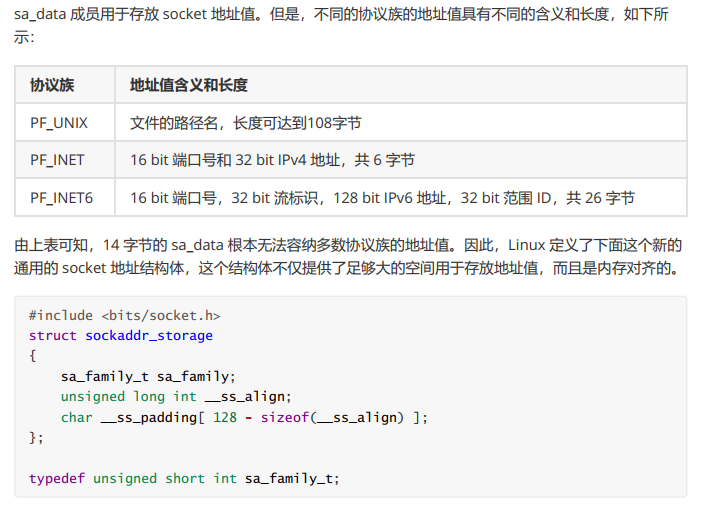 sa_data 成员用于存放 socket 地址值。但是，不同的协议族的地址值具有不同的含义和长度，如下所
示：
协议族 地址值含义和长度
PF_UNIX 文件的路径名，长度可达到108字节
PF_INET 16 bit 端口号和 32 bit IPv4 地址，共 6 字节
PF_INET6 16 bit 端口号，32 bit 流标识，128 bit IPv6 地址，32 bit 范围 ID，共 26 字节
由上表可知，14 字节的 sa_data 根本无法容纳多数协议族的地址值。因此，Linux 定义了下面这个新的
通用的 socket 地址结构体，这个结构体不仅提供了足够大的空间用于存放地址值，而且是内存对齐的。
#include <bits/socket.h>
struct sockaddr_storage
{
    sa_family_t sa_family;
    unsigned long int __ss_align;
    char __ss_padding[ 128 - sizeof(__ss_align) ];
};
typedef unsigned short int sa_family_t;